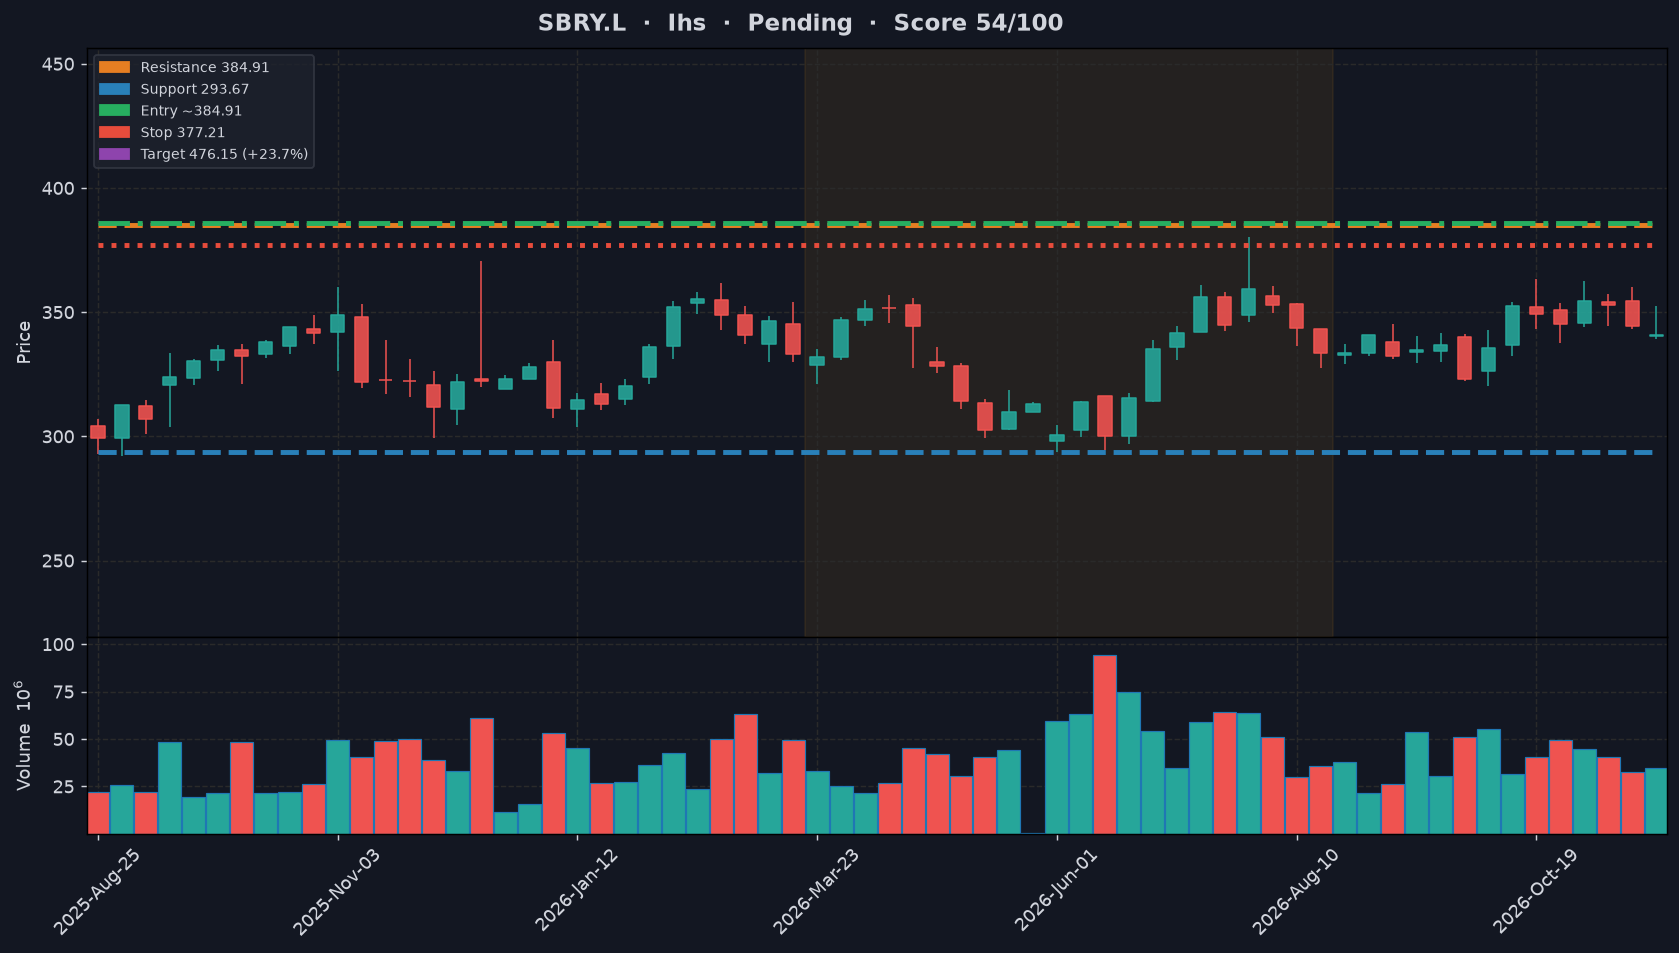 SBRY.L · Ihs · Pending · Score 54/100
Resistance 384.91
Support 293.67
Entry ~384.91
Stop 377.21
Target 476.15 (+23.7%)
450
400
350
300
250
Price
100
75
50
25
Volume 10⁶
2025-Aug-25
2025-Nov-03
2026-Jan-12
2026-Mar-23
2026-Jun-01
2026-Aug-10
2026-Oct-19